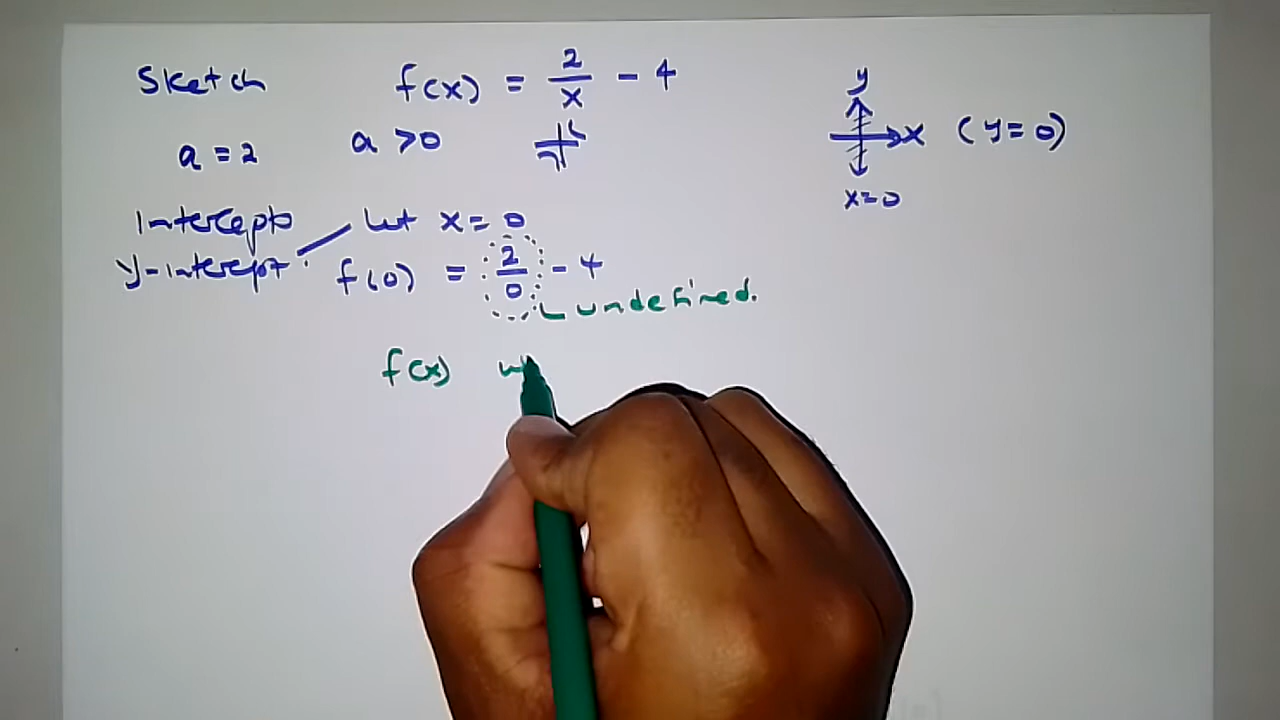 Sketch f(x) = 2/x - 4
a = 2 a > 0
y
x (y = 0)
x = 0
Intercepts Let x = 0
y-intercept. f(0) = 2/0 - 4
undefined.
f(x)